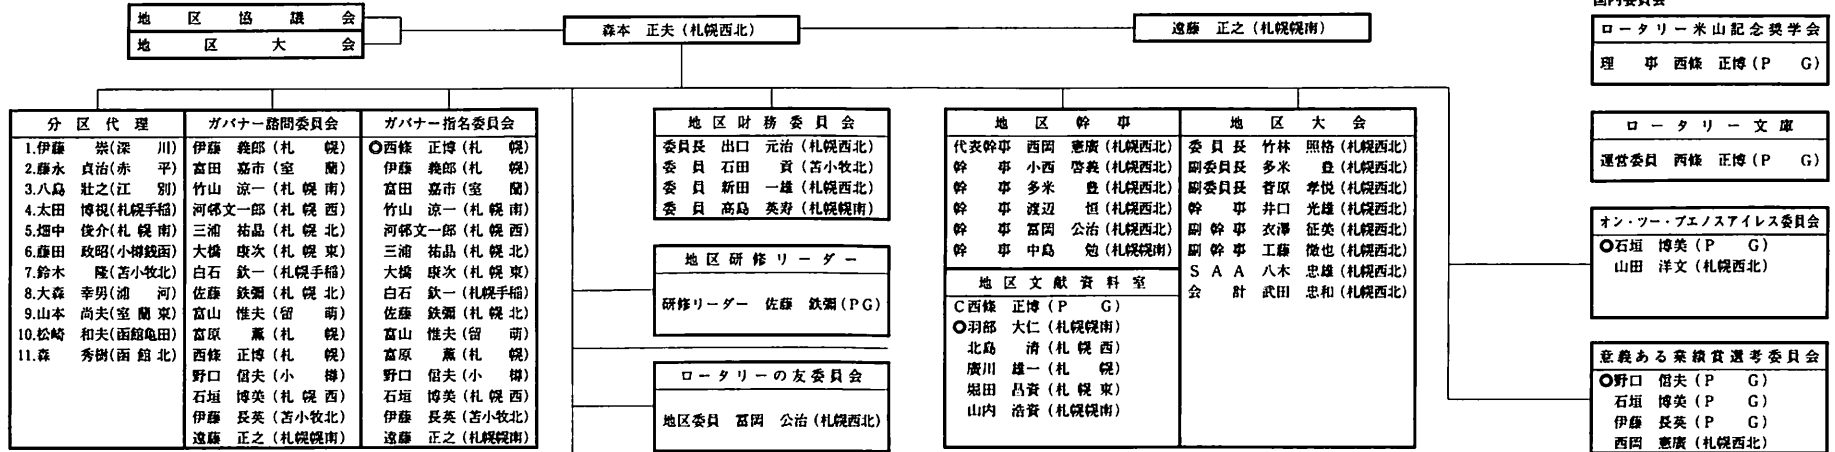 国内委員会
地区協議会
地区大会
森本 正夫(札幌西北)
遠藤 正之(札幌幌南)
ロータリー米山記念奨学会
理事 西條 正博(PG)
ロータリー文庫
運営委員 西條 正博(PG)
オン・ツー・ブエノスアイレス委員会
◎石垣 博美(PG)
山田 洋文(札幌西北)
意義ある業績賞選考委員会
◎野口 信夫(PG)
石垣 博美(PG)
伊藤 長英(PG)
西岡 憲廣(札幌西北)
分区代理
1.伊藤 崇(深川)
2.藤永 貞治(赤平)
3.八島 壯之(江別)
4.太田 博視(札幌手稲)
5.畑中 俊介(札幌南)
6.藤田 政昭(小樽銭函)
7.鈴木 隆(苫小牧北)
8.大森 幸男(浦河)
9.山本 尚夫(室蘭東)
10.松崎 和夫(函館亀田)
11.森 秀樹(函館北)
ガバナー諮問委員会
伊藤 義郎(札幌)
富田 嘉市(室蘭)
竹山 涼一(札幌南)
河邨文一郎(札幌西)
三浦 祐晶(札幌北)
大橋 康次(札幌東)
白石 欽一(札幌手稲)
佐藤 鉄彌(札幌北)
富山 惟夫(留萌)
富原 薫(札幌)
西條 正博(札幌)
野口 信夫(小樽)
石垣 博美(札幌西)
伊藤 長英(苫小牧北)
遠藤 正之(札幌幌南)
ガバナー指名委員会
◎西條 正博(札幌)
伊藤 義郎(札幌)
富田 嘉市(室蘭)
竹山 涼一(札幌南)
河邨文一郎(札幌西)
三浦 祐晶(札幌北)
大橋 康次(札幌東)
白石 欽一(札幌手稲)
佐藤 鉄彌(札幌北)
富山 惟夫(留萌)
富原 薫(札幌)
野口 信夫(小樽)
石垣 博美(札幌西)
伊藤 長英(苫小牧北)
遠藤 正之(札幌幌南)
地区財務委員会
委員長 出口 元治(札幌西北)
委員 石田 貢(苫小牧北)
委員 新田 一雄(札幌西北)
委員 高島 英寿(札幌幌南)
地区研修リーダー
研修リーダー 佐藤 鉄彌(PG)
ロータリーの友委員会
地区委員 冨岡 公治(札幌西北)
地区幹事
代表幹事 西岡 憲廣(札幌西北)
幹事 小西 啓義(札幌西北)
幹事 多米 豊(札幌西北)
幹事 渡辺 恒(札幌西北)
幹事 冨岡 公治(札幌西北)
幹事 中島 勉(札幌幌南)
地区文献資料室
C西條 正博(PG)
◎羽部 大仁(札幌幌南)
北島 清(札幌西)
廣川 雄一(札幌)
堀田 昌資(札幌東)
山内 浩資(札幌幌南)
地区大会
委員長 竹林 照格(札幌西北)
副委員長 多米 豊(札幌西北)
副委員長 菅原 孝悦(札幌西北)
幹事 井口 光雄(札幌西北)
副幹事 衣澤 征英(札幌西北)
副幹事 工藤 徹也(札幌西北)
SAA 八木 忠雄(札幌西北)
会計 武田 忠和(札幌西北)